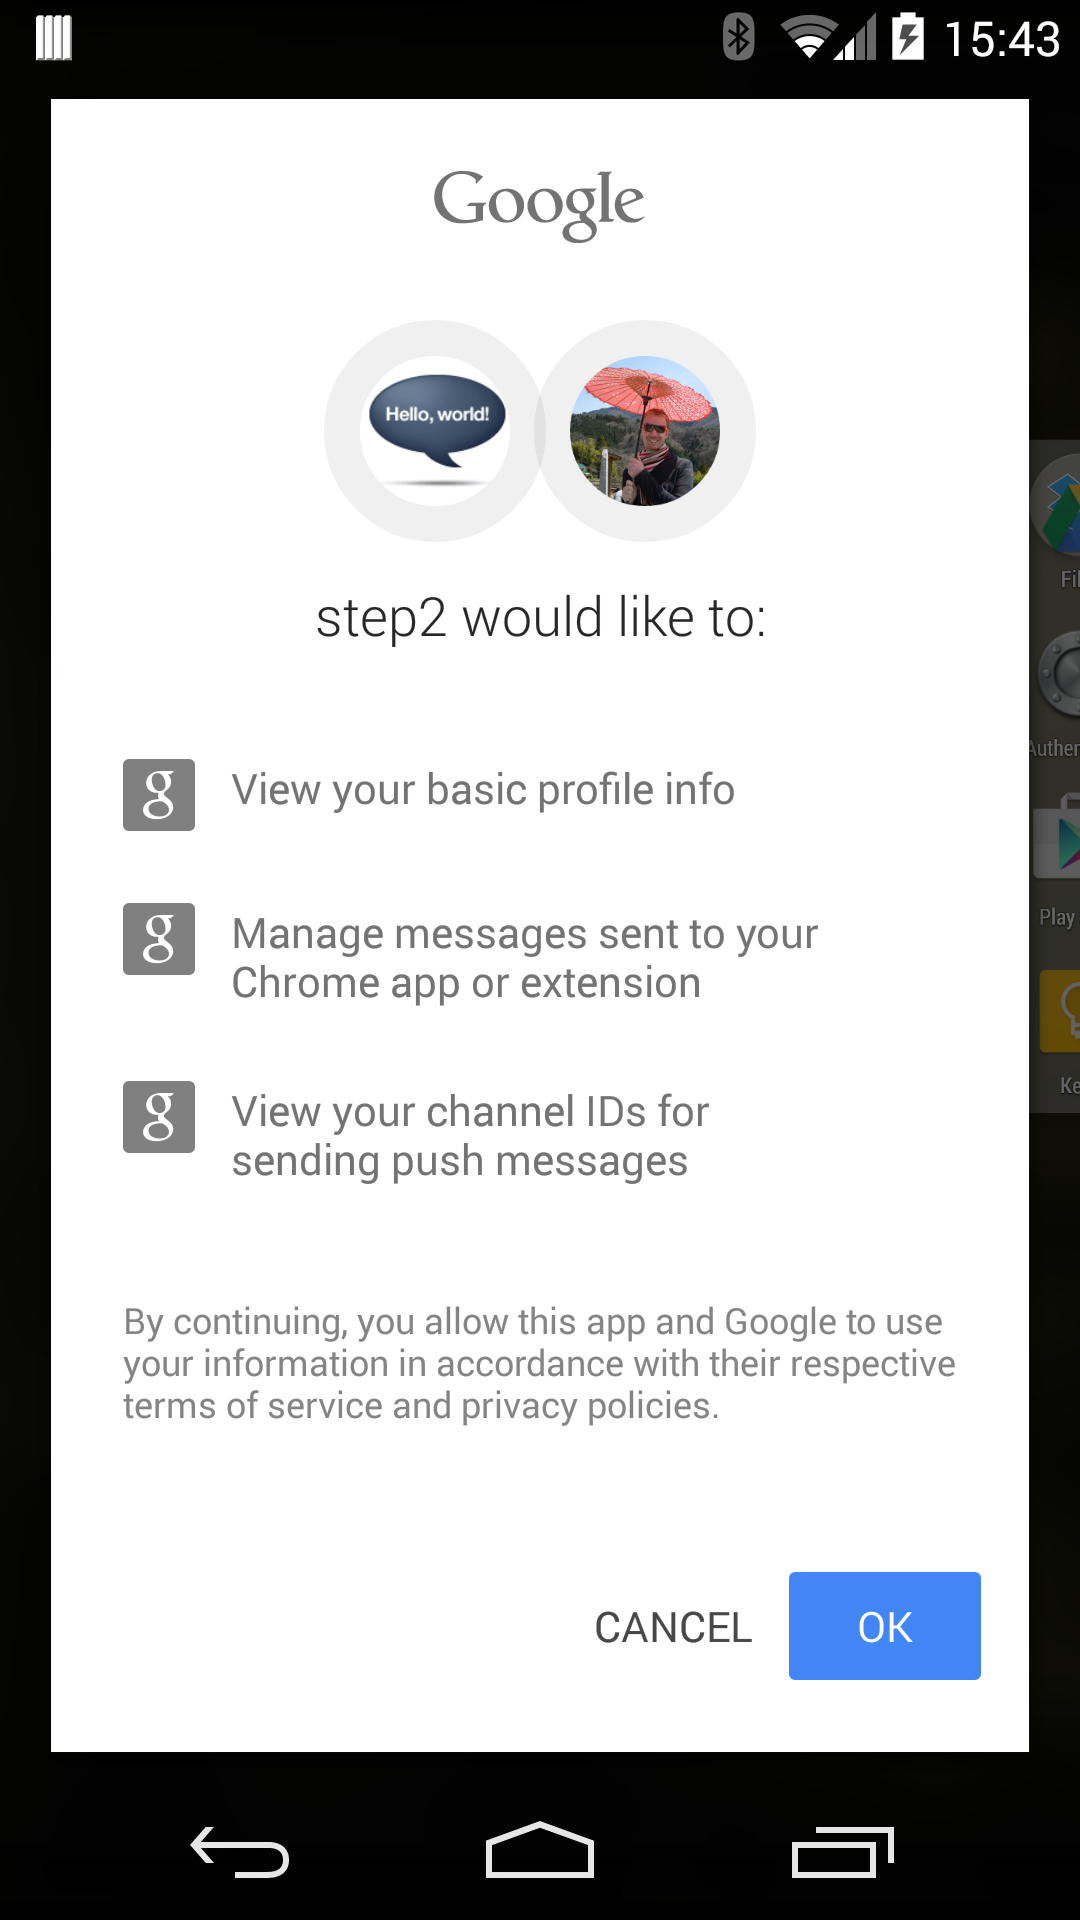 15:43
Google
Hello, world!
step2 would like to:
View your basic profile info
Manage messages sent to your
Chrome app or extension
View your channel IDs for
sending push messages
By continuing, you allow this app and Google to use
your information in accordance with their respective
terms of service and privacy policies.
CANCEL
OK
Fil
Authen
Play
Ke